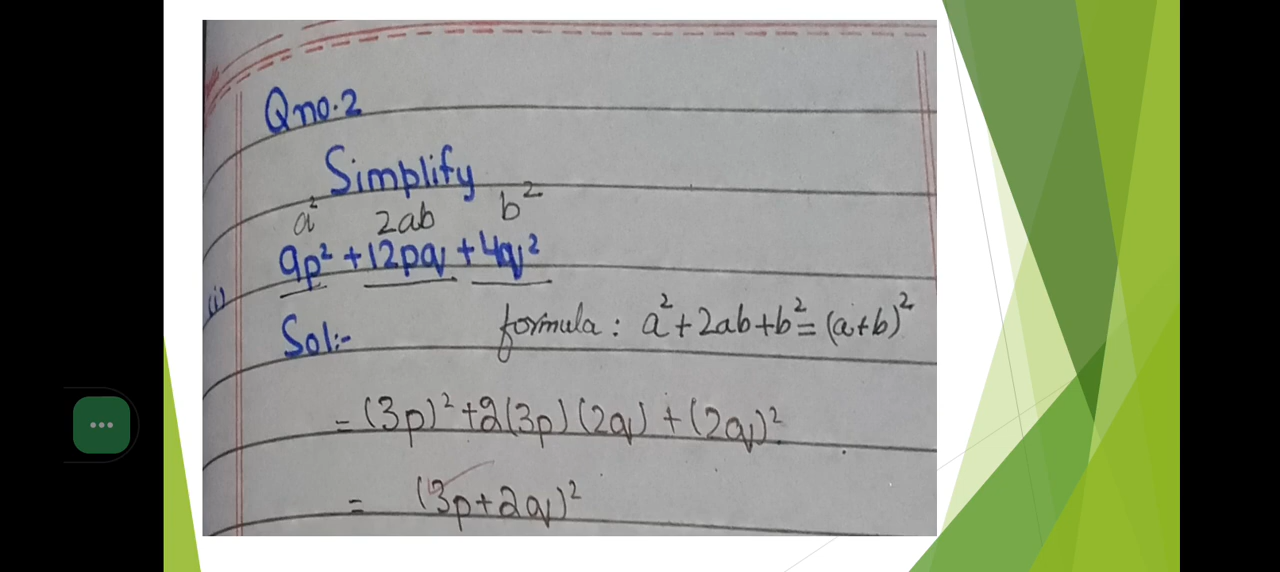 Qno.2
Simplify
a² 2ab b²
(i) 9p² + 12pq + 4q²
Sol:- formula : a² + 2ab + b² = (a+b)²
= (3p)² + 2(3p)(2q) + (2q)²
= (3p+2q)²